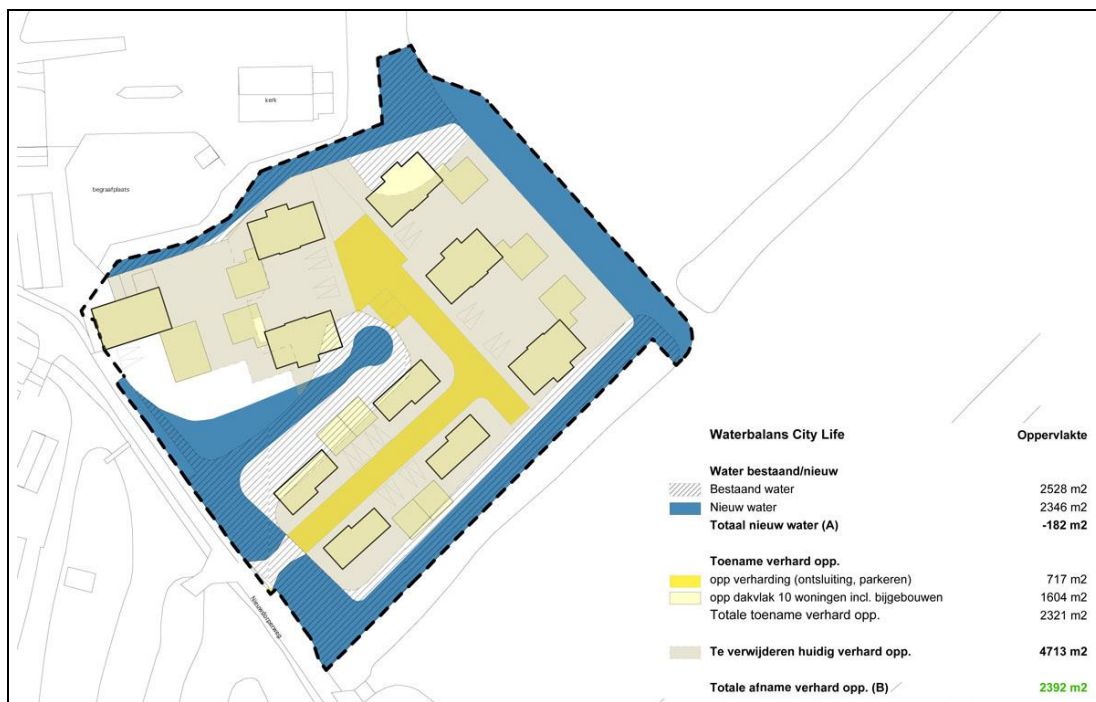 kerk
begraafplaats
Nieuwdorperweg
Waterbalans City Life Oppervlakte
Water bestaand/nieuw
Bestaand water 2528 m2
Nieuw water 2346 m2
Totaal nieuw water (A) -182 m2
Toename verhard opp.
opp verharding (ontsluiting, parkeren) 717 m2
opp dakvlak 10 woningen incl. bijgebouwen 1604 m2
Totale toename verhard opp. 2321 m2
Te verwijderen huidig verhard opp. 4713 m2
Totale afname verhard opp. (B) 2392 m2